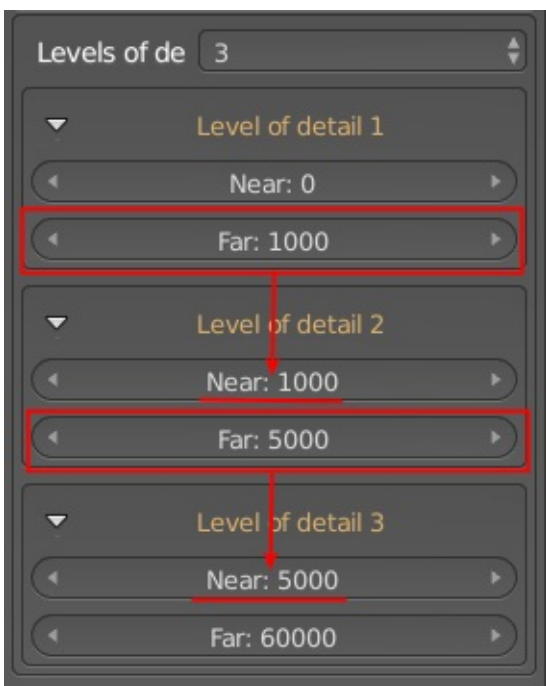 Levels of de 3
Level of detail 1
Near: 0
Far: 1000
Level of detail 2
Near: 1000
Far: 5000
Level of detail 3
Near: 5000
Far: 60000